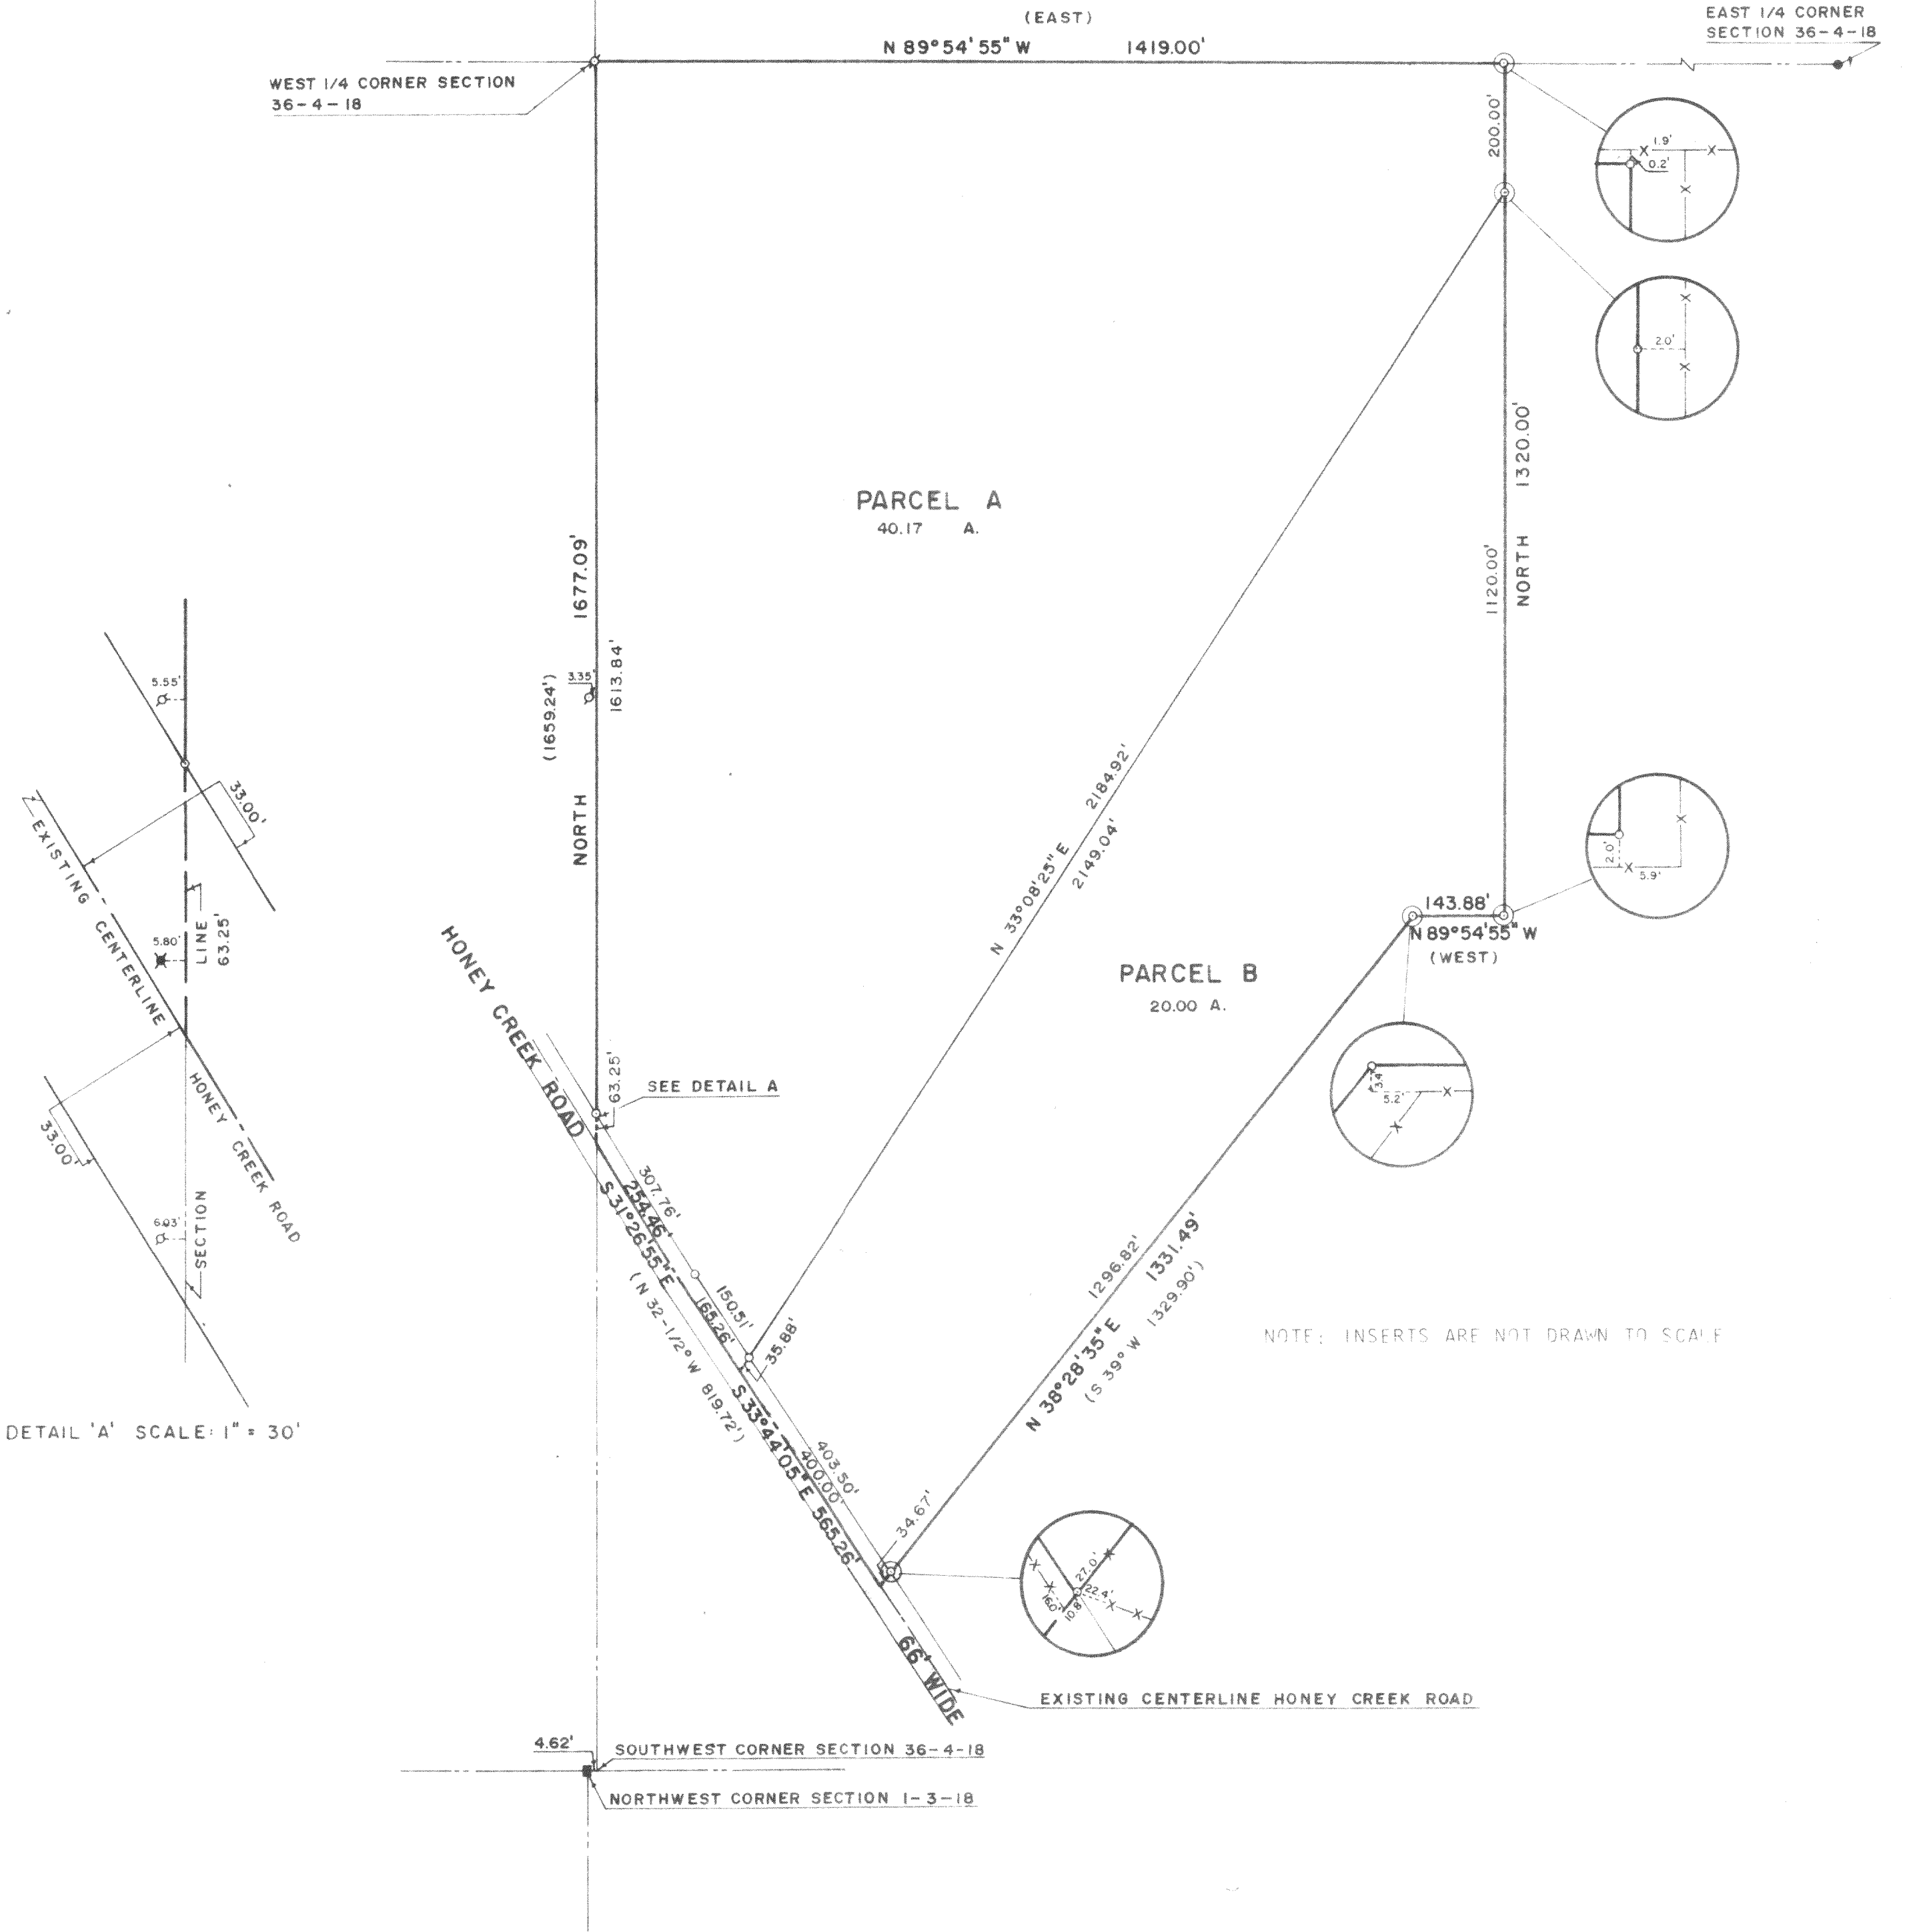 (EAST)
N 89°54'55" W 1419.00'
EAST 1/4 CORNER
SECTION 36-4-18
WEST 1/4 CORNER SECTION
36-4-18
200.00'
1.9'
0.2'
2.0'
PARCEL A
40.17 A.
NORTH 1320.00'
1120.00'
NORTH 1677.09'
(1659.24')
3.35'
1613.84'
N 33°08'25" E 2184.92'
2149.04'
5.55'
33.00'
EXISTING CENTERLINE
HONEY CREEK ROAD
5.80'
LINE
63.25'
33.00'
6.03'
SECTION
DETAIL 'A' SCALE: 1" = 30'
2.0'
5.9'
143.88'
N 89°54'55" W
(WEST)
PARCEL B
20.00 A.
3.4'
5.2'
HONEY CREEK ROAD
63.25'
SEE DETAIL A
307.76'
254.46'
S 31°26'55" E
(N 32-1/2° W 819.72')
150.51'
165.26'
35.88'
S 33°44'05" E 565.26'
403.50'
400.00'
1296.82'
N 38°28'35" E 1331.49'
(S 39° W 1329.90')
34.67'
NOTE: INSERTS ARE NOT DRAWN TO SCALE
27.0'
22.4'
16.0'
10.8'
66' WIDE
EXISTING CENTERLINE HONEY CREEK ROAD
4.62'
SOUTHWEST CORNER SECTION 36-4-18
NORTHWEST CORNER SECTION 1-3-18